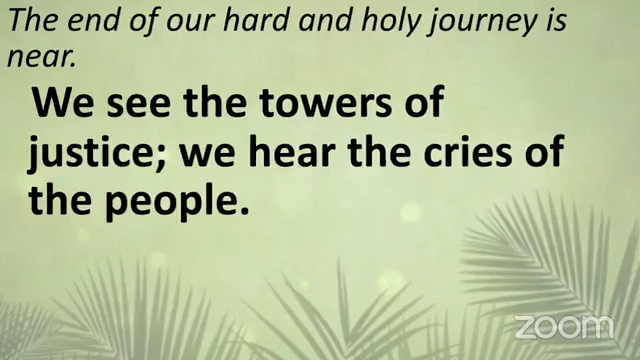 The end of our hard and holy journey is
near.
We see the towers of
justice; we hear the cries of
the people.
zoom